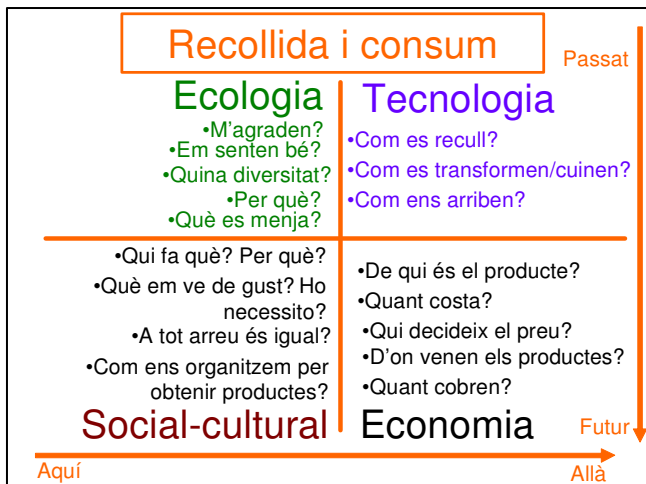 Recollida i consum
Passat
Ecologia
•M'agraden?
•Em senten bé?
•Quina diversitat?
•Per què?
•Què es menja?
Tecnologia
•Com es recull?
•Com es transformen/cuinen?
•Com ens arriben?
•Qui fa què? Per què?
•Què em ve de gust? Ho
necessito?
•A tot arreu és igual?
•Com ens organitzem per
obtenir productes?
Social-cultural
•De qui és el producte?
•Quant costa?
•Qui decideix el preu?
•D'on venen els productes?
•Quant cobren?
Economia
Futur
Aquí
Allà